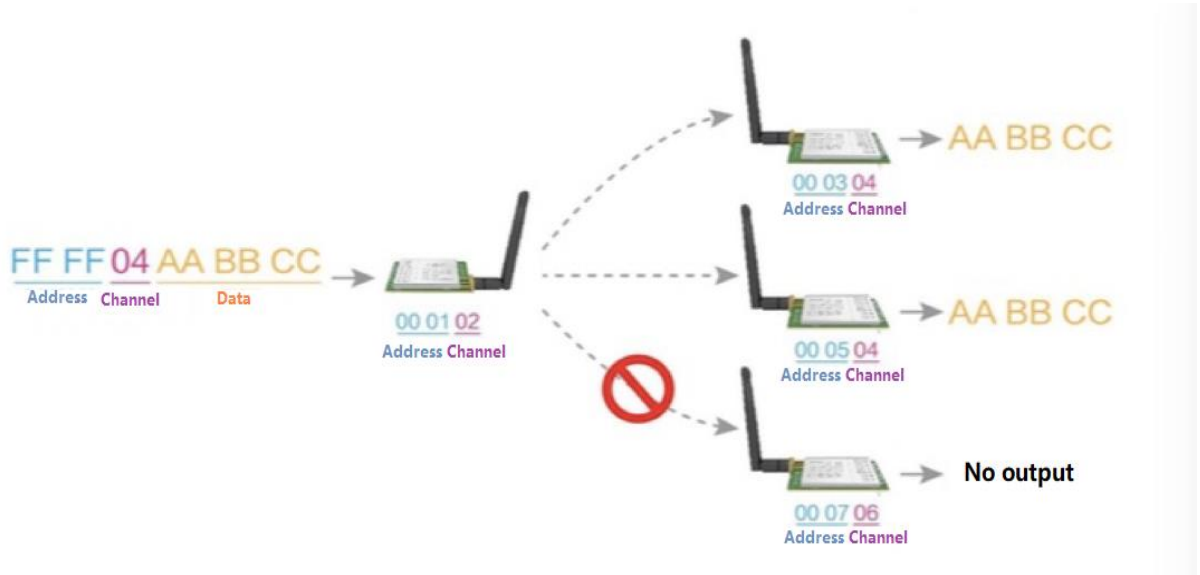 FF FF 04 AA BB CC
Address Channel Data
00 01 02
Address Channel
AA BB CC
00 03 04
Address Channel
AA BB CC
00 05 04
Address Channel
No output
00 07 06
Address Channel